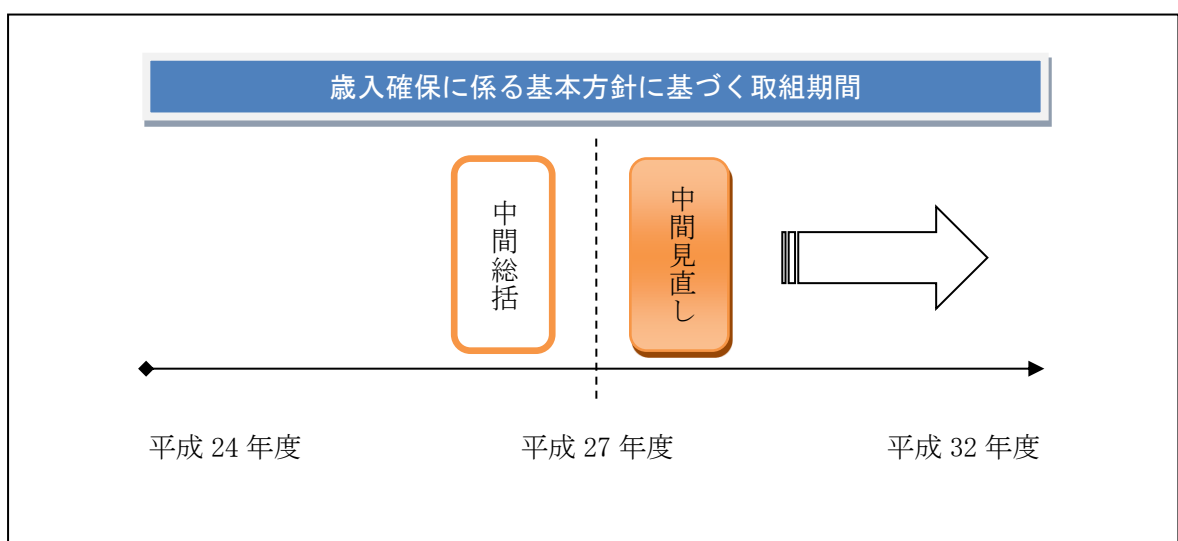 歳入確保に係る基本方針に基づく取組期間
中間総括
中間見直し
平成 24 年度
平成 27 年度
平成 32 年度